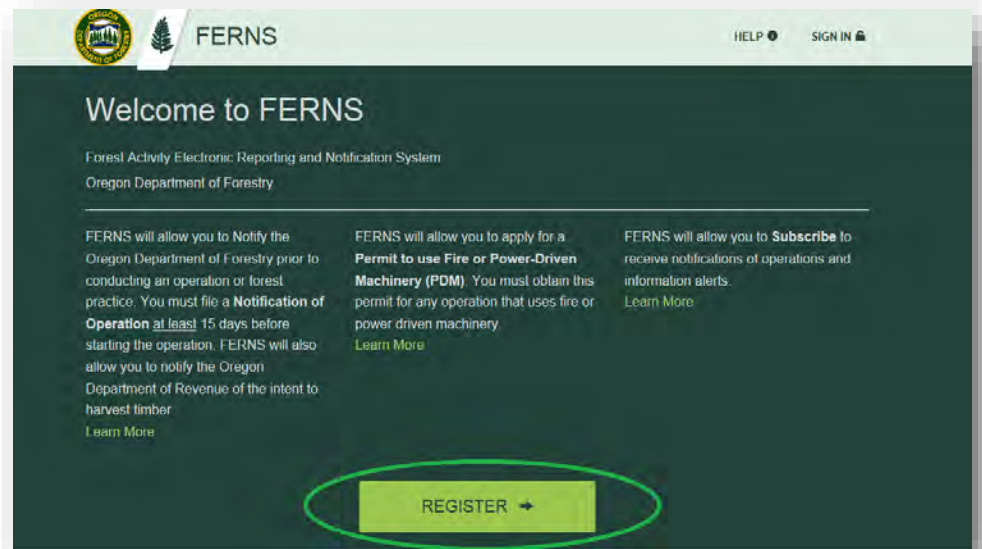 OREGON
DEPARTMENT OF FORESTRY
FERNS
HELP
SIGN IN
Welcome to FERNS
Forest Activity Electronic Reporting and Notification System
Oregon Department of Forestry
FERNS will allow you to Notify the
Oregon Department of Forestry prior to
conducting an operation or forest
practice. You must file a Notification of
Operation at least 15 days before
starting the operation. FERNS will also
allow you to notify the Oregon
Department of Revenue of the intent to
harvest timber
Learn More
FERNS will allow you to apply for a
Permit to use Fire or Power-Driven
Machinery (PDM). You must obtain this
permit for any operation that uses fire or
power driven machinery.
Learn More
FERNS will allow you to Subscribe to
receive notifications of operations and
information alerts.
Learn More
REGISTER